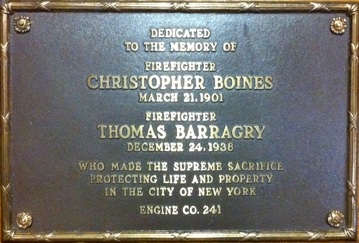 DEDICATED
TO THE MEMORY OF
FIREFIGHTER
CHRISTOPHER BOINES
MARCH 21, 1901
FIREFIGHTER
THOMAS BARRAGRY
DECEMBER 24, 1938
WHO MADE THE SUPREME SACRIFICE
PROTECTING LIFE AND PROPERTY
IN THE CITY OF NEW YORK
ENGINE CO. 241